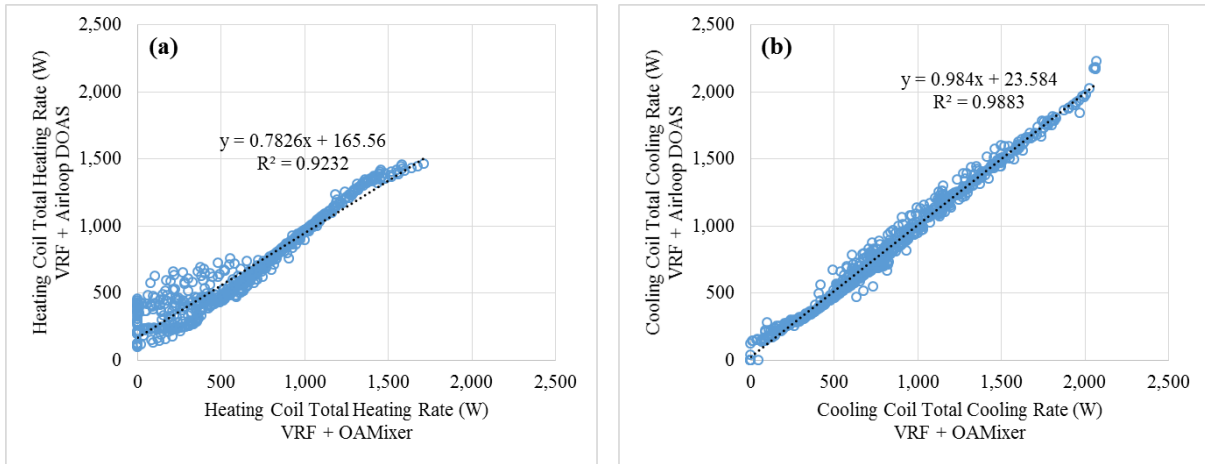 (a)
Heating Coil Total Heating Rate (W)
VRF + Airloop DOAS
2,500
2,000
1,500
1,000
500
0
y = 0.7826x + 165.56
R² = 0.9232
0 500 1,000 1,500 2,000 2,500
Heating Coil Total Heating Rate (W)
VRF + OAMixer
(b)
Cooling Coil Total Cooling Rate (W)
VRF + Airloop DOAS
2,500
2,000
1,500
1,000
500
0
y = 0.984x + 23.584
R² = 0.9883
0 500 1,000 1,500 2,000 2,500
Cooling Coil Total Cooling Rate (W)
VRF + OAMixer